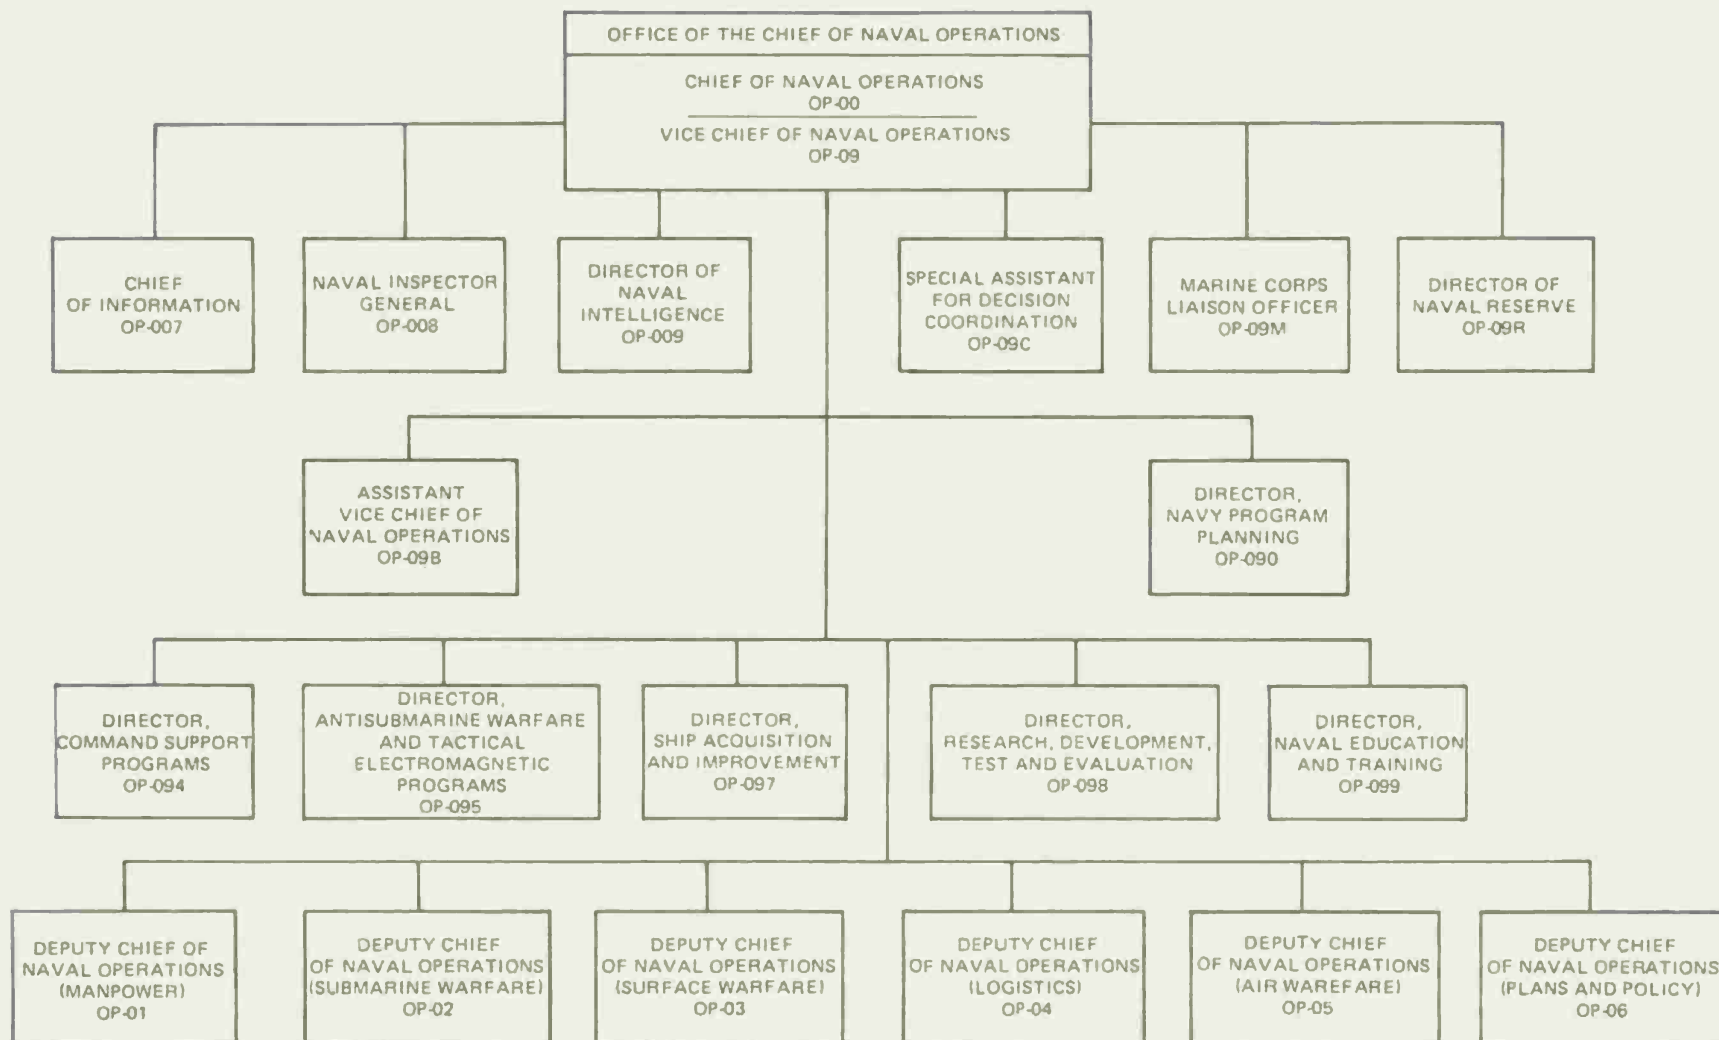 OFFICE OF THE CHIEF OF NAVAL OPERATIONS
CHIEF OF NAVAL OPERATIONS
OP-00
VICE CHIEF OF NAVAL OPERATIONS
OP-09
CHIEF
OF INFORMATION
OP-007
NAVAL INSPECTOR
GENERAL
OP-008
DIRECTOR OF
NAVAL
INTELLIGENCE
OP-009
SPECIAL ASSISTANT
FOR DECISION
COORDINATION
OP-09C
MARINE CORPS
LIAISON OFFICER
OP-09M
DIRECTOR OF
NAVAL RESERVE
OP-09R
ASSISTANT
VICE CHIEF OF
NAVAL OPERATIONS
OP-09B
DIRECTOR,
NAVY PROGRAM
PLANNING
OP-090
DIRECTOR,
COMMAND SUPPORT
PROGRAMS
OP-094
DIRECTOR,
ANTISUBMARINE WARFARE
AND TACTICAL
ELECTROMAGNETIC
PROGRAMS
OP-095
DIRECTOR,
SHIP ACQUISITION
AND IMPROVEMENT
OP-097
DIRECTOR,
RESEARCH, DEVELOPMENT,
TEST AND EVALUATION
OP-098
DIRECTOR,
NAVAL EDUCATION
AND TRAINING
OP-099
DEPUTY CHIEF OF
NAVAL OPERATIONS
(MANPOWER)
OP-01
DEPUTY CHIEF
OF NAVAL OPERATIONS
(SUBMARINE WARFARE)
OP-02
DEPUTY CHIEF
OF NAVAL OPERATIONS
(SURFACE WARFARE)
OP-03
DEPUTY CHIEF
OF NAVAL OPERATIONS
(LOGISTICS)
OP-04
DEPUTY CHIEF
OF NAVAL OPERATIONS
(AIR WAREFARE)
OP-05
DEPUTY CHIEF
OF NAVAL OPERATIONS
(PLANS AND POLICY)
OP-06